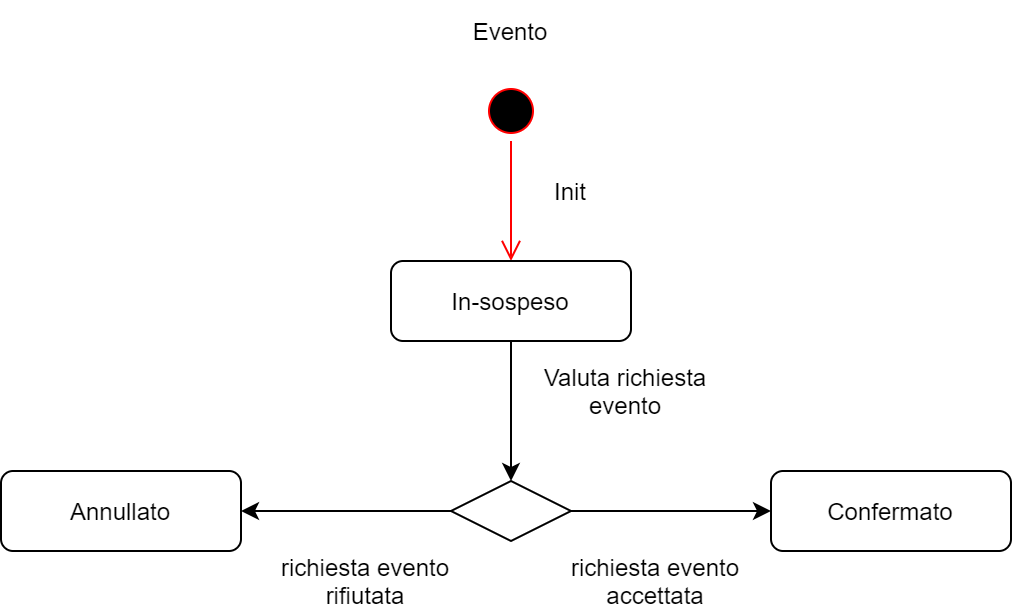 Evento
Init
In-sospeso
Valuta richiesta
evento
Annullato
Confermato
richiesta evento
rifiutata
richiesta evento
accettata